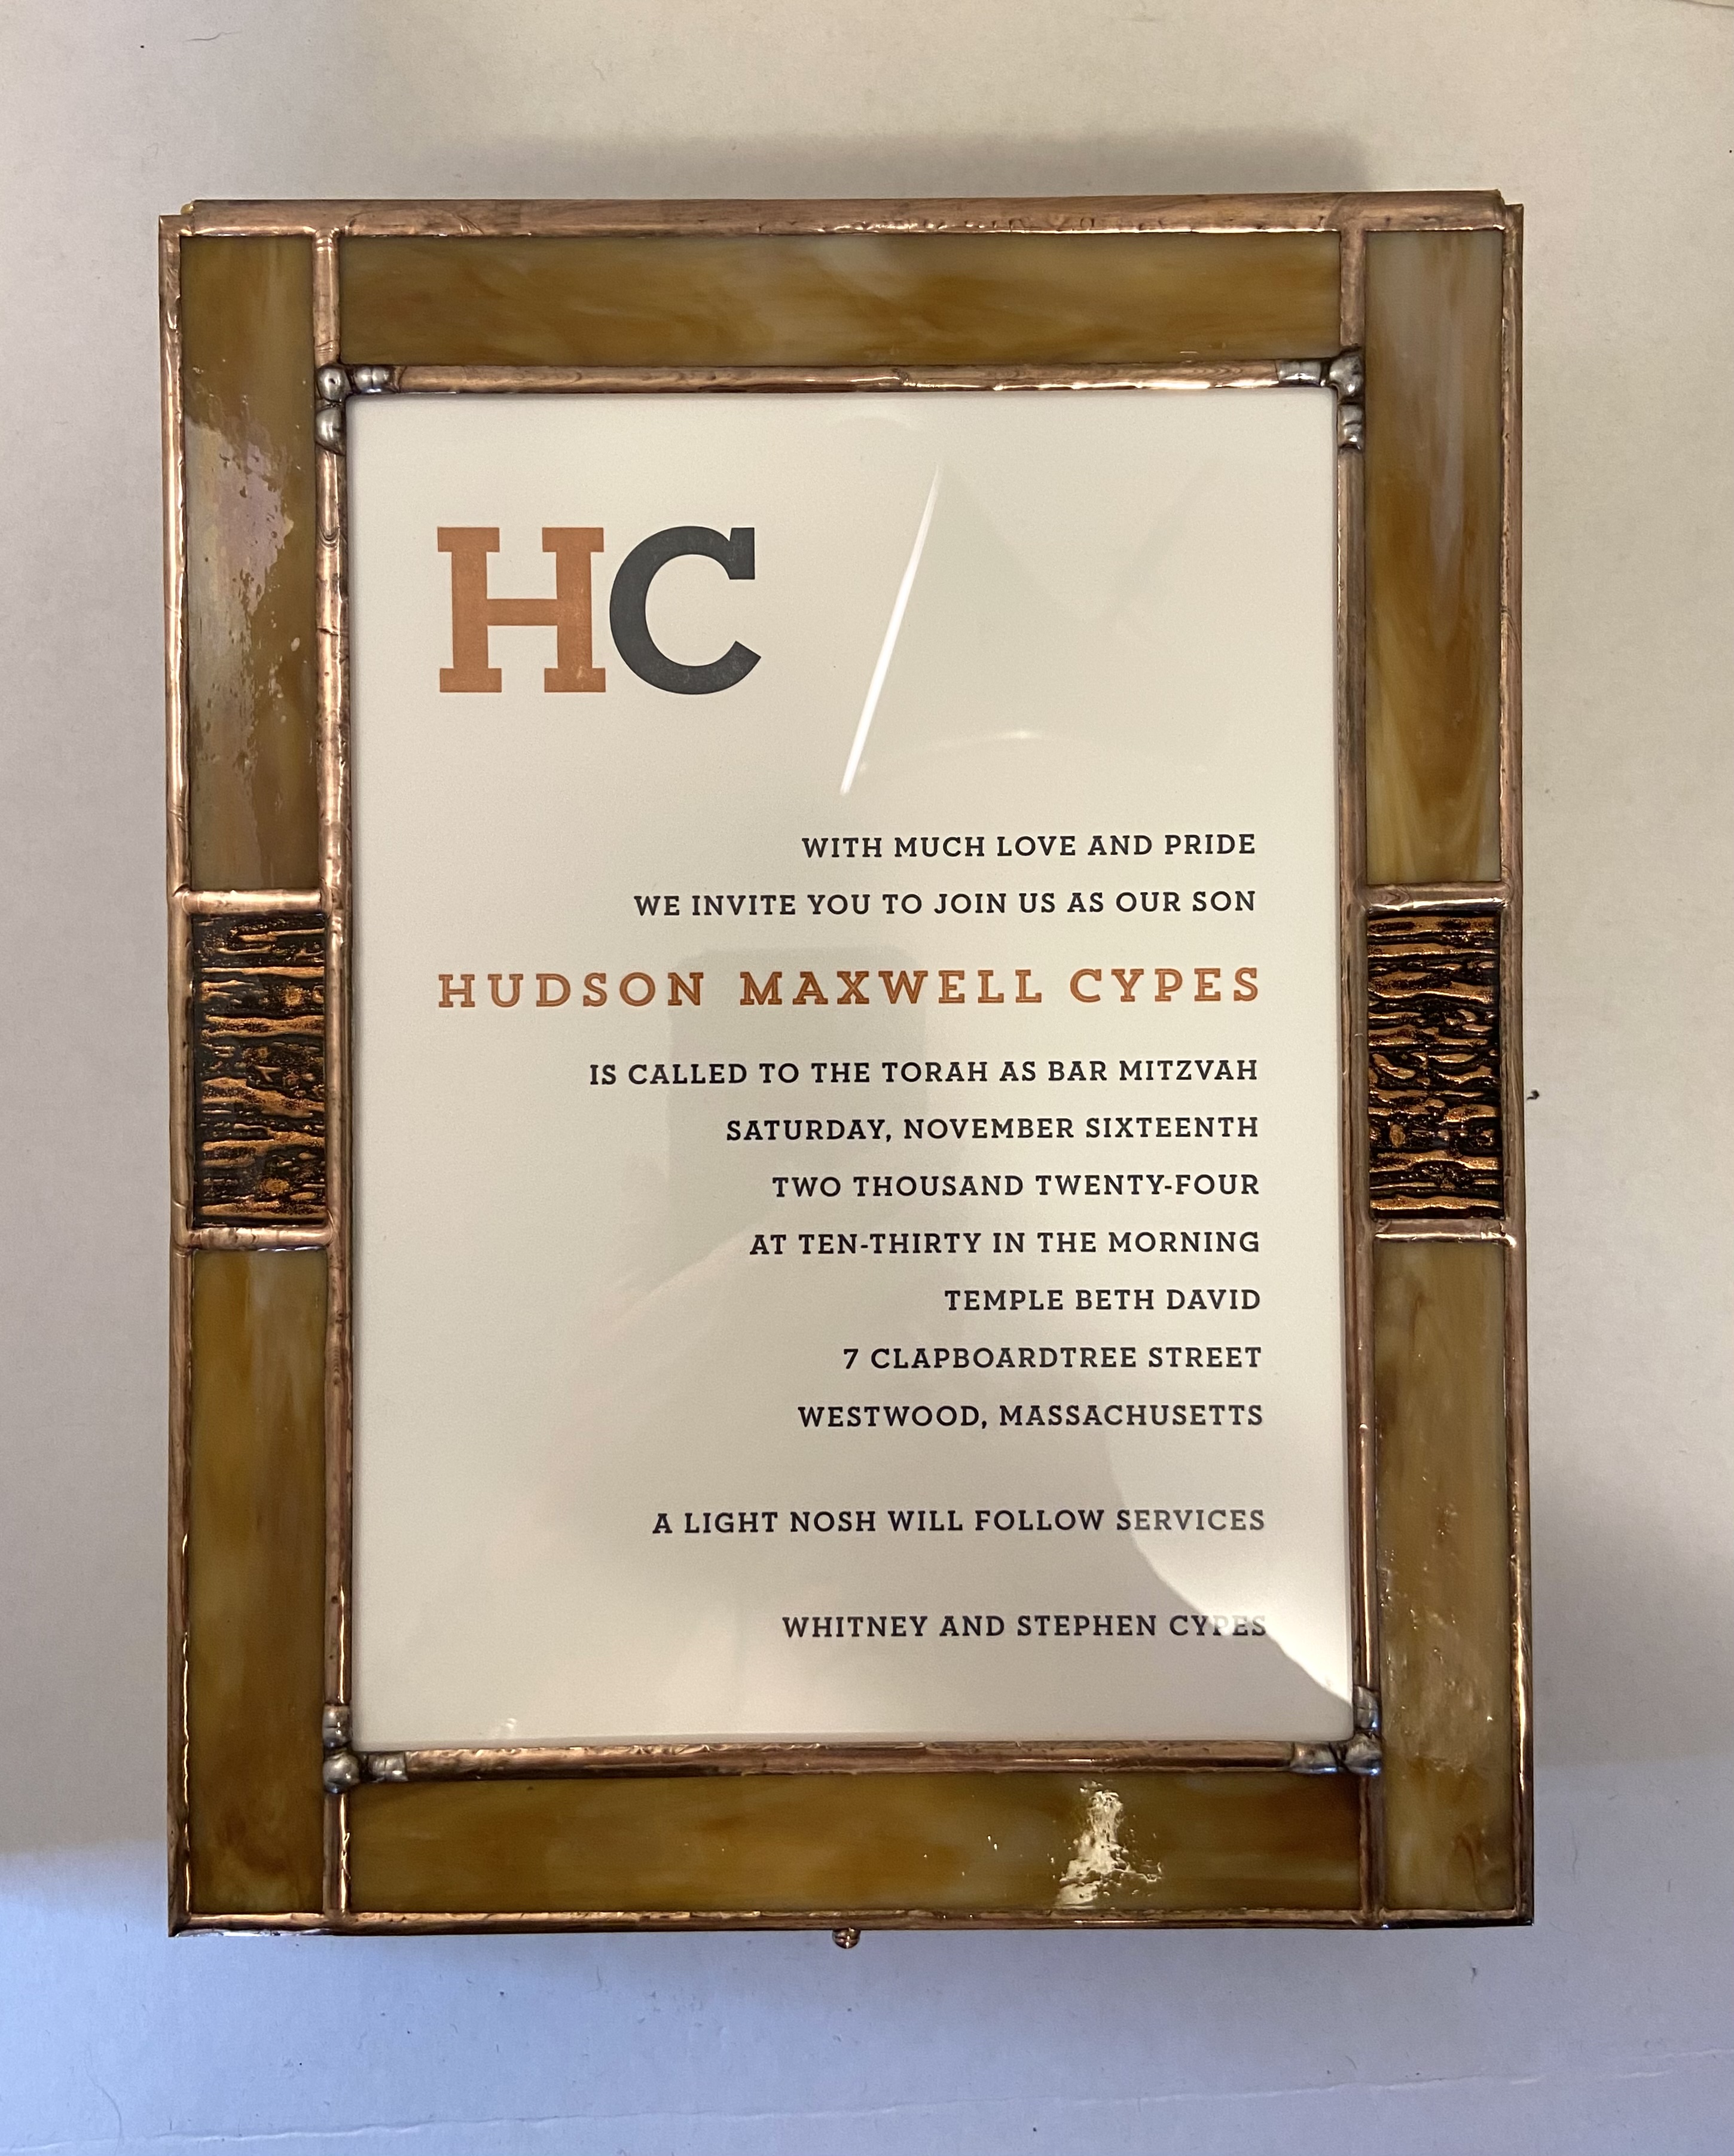 HC
WITH MUCH LOVE AND PRIDE
WE INVITE YOU TO JOIN US AS OUR SON
HUDSON MAXWELL CYPES
IS CALLED TO THE TORAH AS BAR MITZVAH
SATURDAY, NOVEMBER SIXTEENTH
TWO THOUSAND TWENTY-FOUR
AT TEN-THIRTY IN THE MORNING
TEMPLE BETH DAVID
7 CLAPBOARDTREE STREET
WESTWOOD, MASSACHUSETTS
A LIGHT NOSH WILL FOLLOW SERVICES
WHITNEY AND STEPHEN CYPES